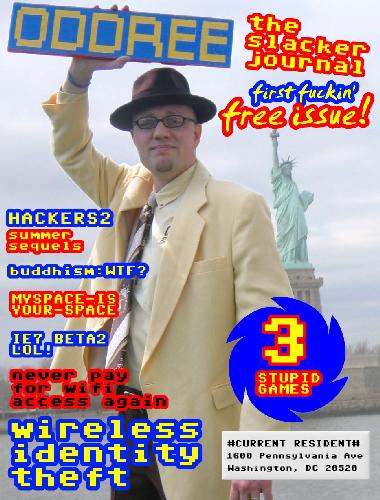 ODDREE
the
slacker
journal
first fuckin'
free issue!
HACKERS2
summer
sequels
buddhism:WTF?
MYSPACE-IS
YOUR-SPACE
IE7 BETA2
LOL!
never pay
for wifi
access again
wireless
identity
theft
3
STUPID
GAMES
#CURRENT RESIDENT#
1600 Pennsylvania Ave
Washington, DC 20520